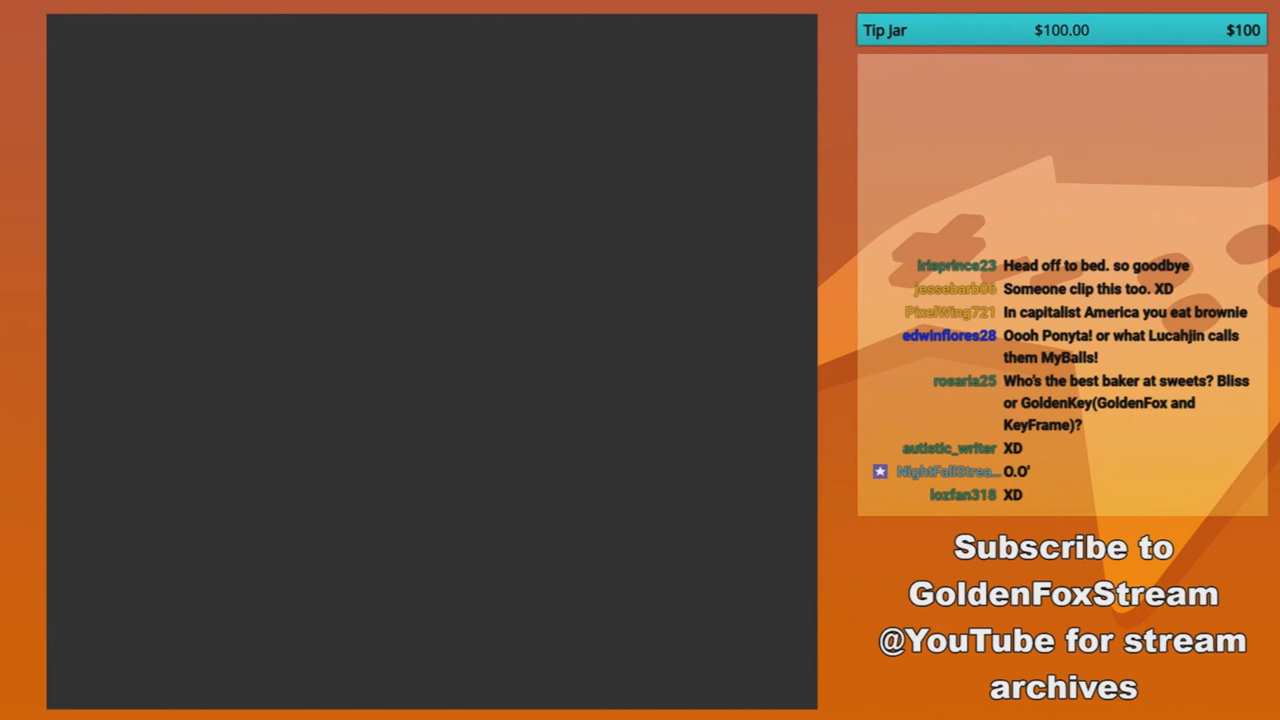 Tip Jar $100.00 $100
irisprince23 Head off to bed. so goodbye
jessebarb06 Someone clip this too. XD
PixelWing721 In capitalist America you eat brownie
edwinflores28 Oooh Ponyta! or what Lucahjin calls
them MyBalls!
rosaria25 Who's the best baker at sweets? Bliss
or GoldenKey(GoldenFox and
KeyFrame)?
autistic_writer XD
NightFallStrea... O.O'
lozfan318 XD
Subscribe to
GoldenFoxStream
@YouTube for stream
archives